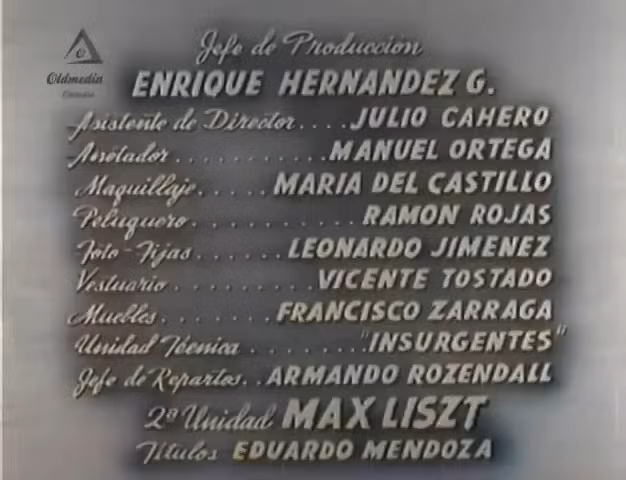 Oldmedia
Jefe de Producción
ENRIQUE HERNANDEZ G.
Asistente de Director....JULIO CAHERO
Anotador...........MANUEL ORTEGA
Maquillaje.....MARIA DEL CASTILLO
Peluquero..........RAMON ROJAS
Foto-Fijas......LEONARDO JIMENEZ
Vestuario.........VICENTE TOSTADO
Muebles.......FRANCISCO ZARRAGA
Unidad Técnica........"INSURGENTES"
Jefe de Repartos..ARMANDO ROZENDALL
2ª Unidad MAX LISZT
Títulos EDUARDO MENDOZA